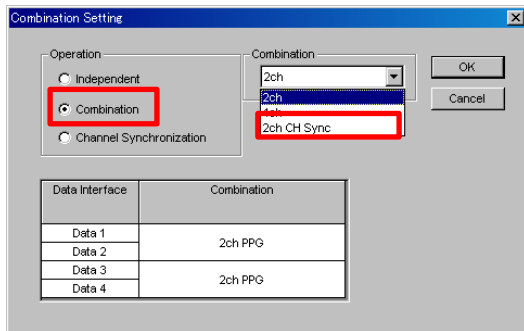 Combination Setting
Operation
Independent
Combination
Channel Synchronization
Combination
2ch
2ch
4ch
2ch CH Sync
OK
Cancel
Data Interface Combination
Data 1
Data 2
2ch PPG
Data 3
Data 4
2ch PPG